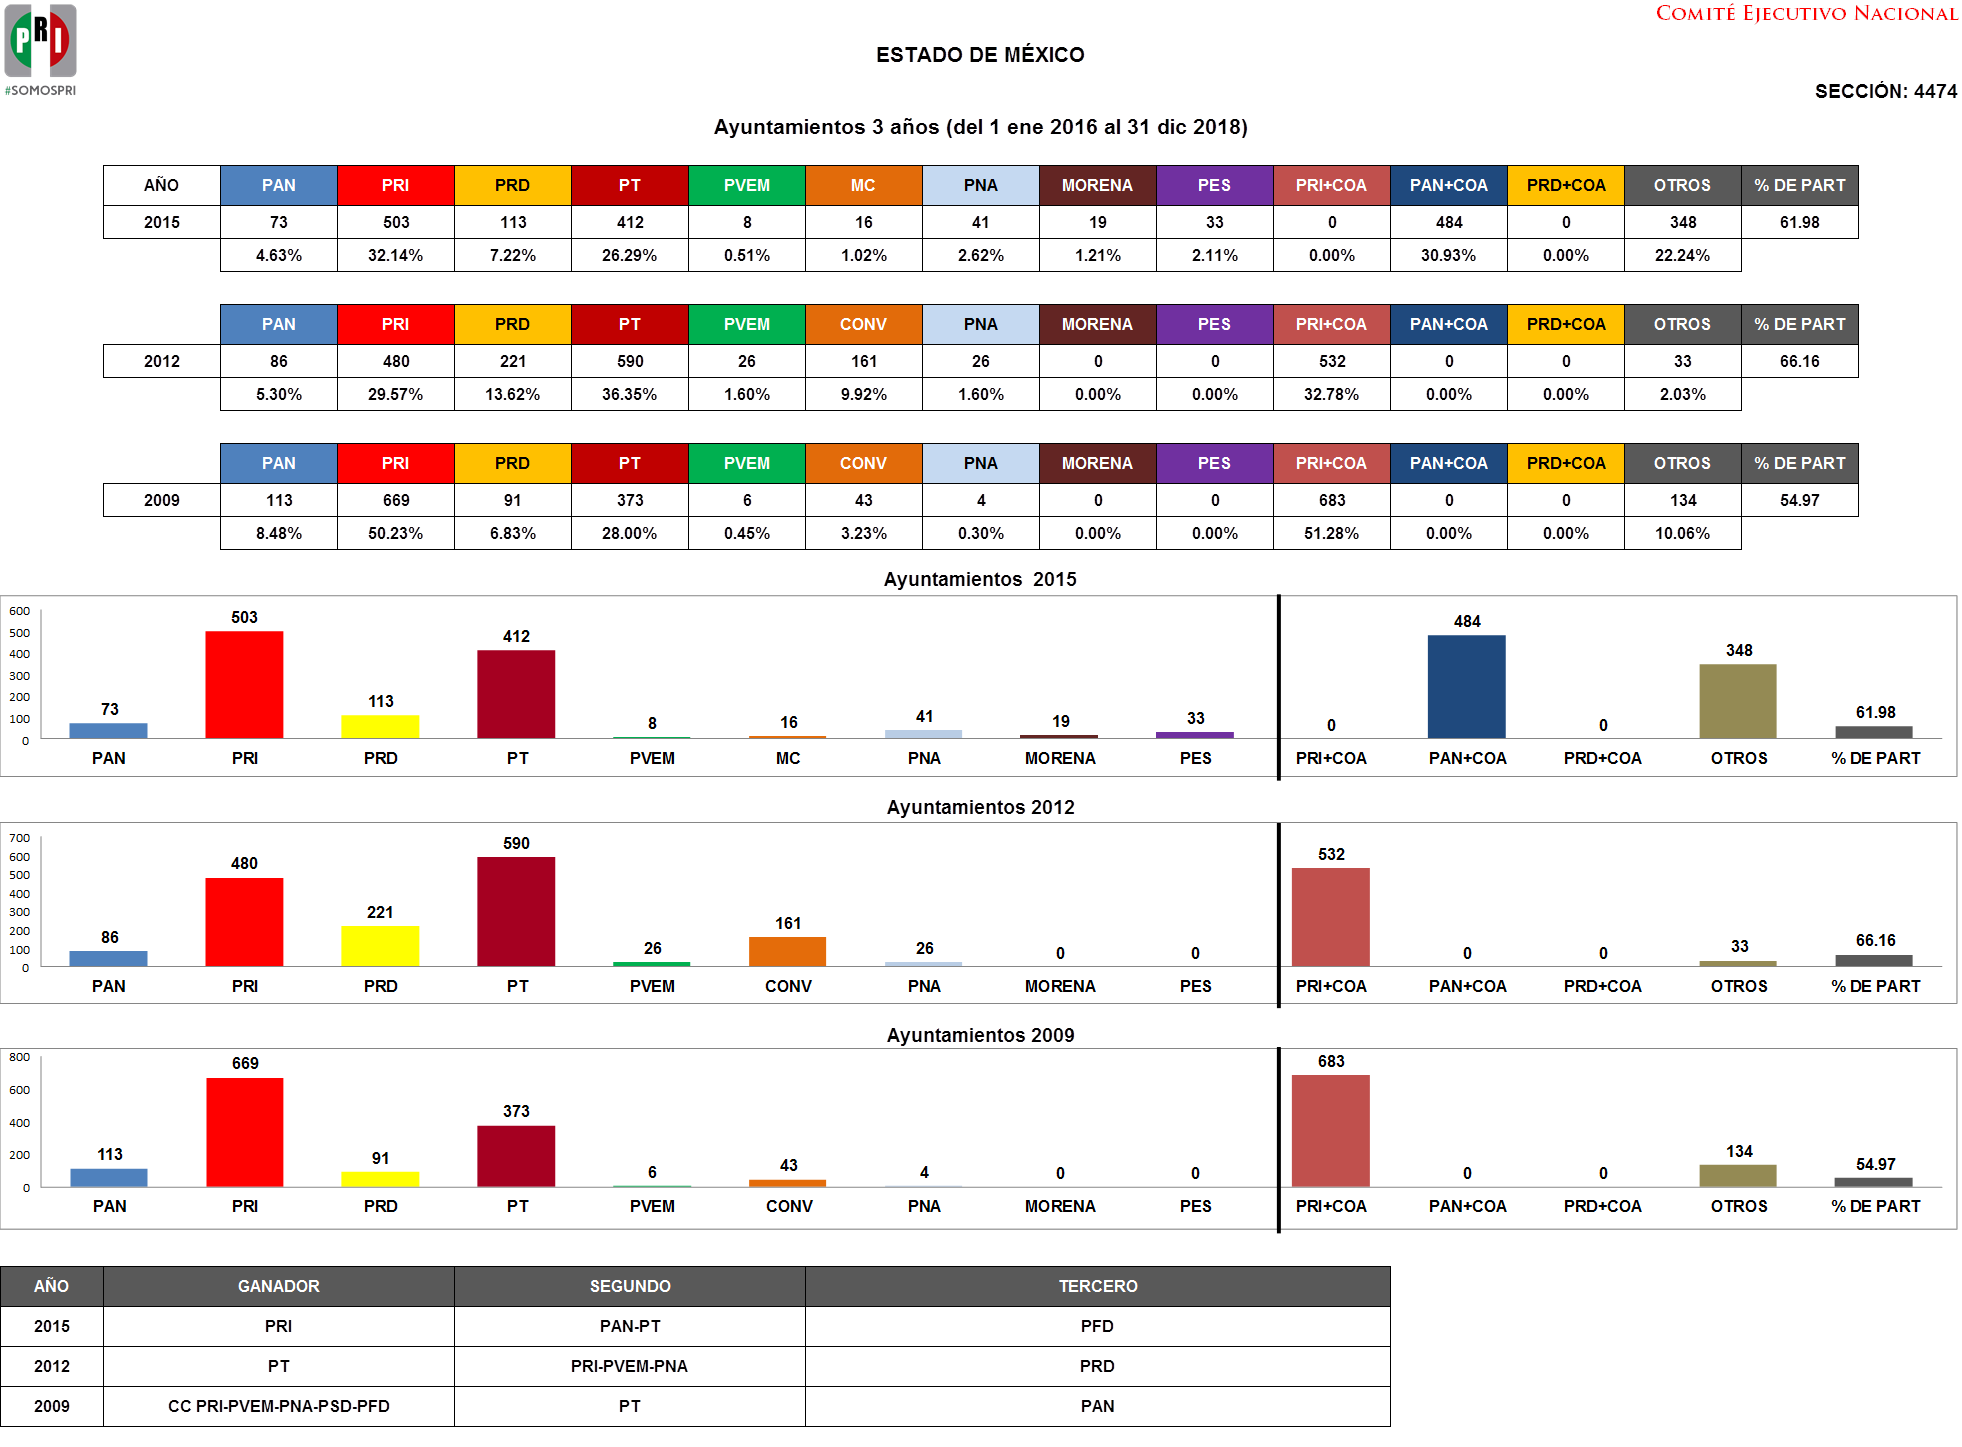 COMITÉ EJECUTIVO NACIONAL
PRI
#SOMOSPRI
ESTADO DE MÉXICO
SECCIÓN: 4474
Ayuntamientos 3 años (del 1 ene 2016 al 31 dic 2018)
AÑO PAN PRI PRD PT PVEM MC PNA MORENA PES PRI+COA PAN+COA PRD+COA OTROS % DE PART
2015 73 503 113 412 8 16 41 19 33 0 484 0 348 61.98
4.63% 32.14% 7.22% 26.29% 0.51% 1.02% 2.62% 1.21% 2.11% 0.00% 30.93% 0.00% 22.24%
PAN PRI PRD PT PVEM CONV PNA MORENA PES PRI+COA PAN+COA PRD+COA OTROS % DE PART
2012 86 480 221 590 26 161 26 0 0 532 0 0 33 66.16
5.30% 29.57% 13.62% 36.35% 1.60% 9.92% 1.60% 0.00% 0.00% 32.78% 0.00% 0.00% 2.03%
PAN PRI PRD PT PVEM CONV PNA MORENA PES PRI+COA PAN+COA PRD+COA OTROS % DE PART
2009 113 669 91 373 6 43 4 0 0 683 0 0 134 54.97
8.48% 50.23% 6.83% 28.00% 0.45% 3.23% 0.30% 0.00% 0.00% 51.28% 0.00% 0.00% 10.06%
Ayuntamientos 2015
600
500
400
300
200
100
0
73 503 113 412 8 16 41 19 33 0 484 0 348 61.98
PAN PRI PRD PT PVEM MC PNA MORENA PES PRI+COA PAN+COA PRD+COA OTROS % DE PART
Ayuntamientos 2012
700
600
500
400
300
200
100
0
86 480 221 590 26 161 26 0 0 532 0 0 33 66.16
PAN PRI PRD PT PVEM CONV PNA MORENA PES PRI+COA PAN+COA PRD+COA OTROS % DE PART
Ayuntamientos 2009
800
600
400
200
0
113 669 91 373 6 43 4 0 0 683 0 0 134 54.97
PAN PRI PRD PT PVEM CONV PNA MORENA PES PRI+COA PAN+COA PRD+COA OTROS % DE PART
AÑO GANADOR SEGUNDO TERCERO
2015 PRI PAN-PT PFD
2012 PT PRI-PVEM-PNA PRD
2009 CC PRI-PVEM-PNA-PSD-PFD PT PAN